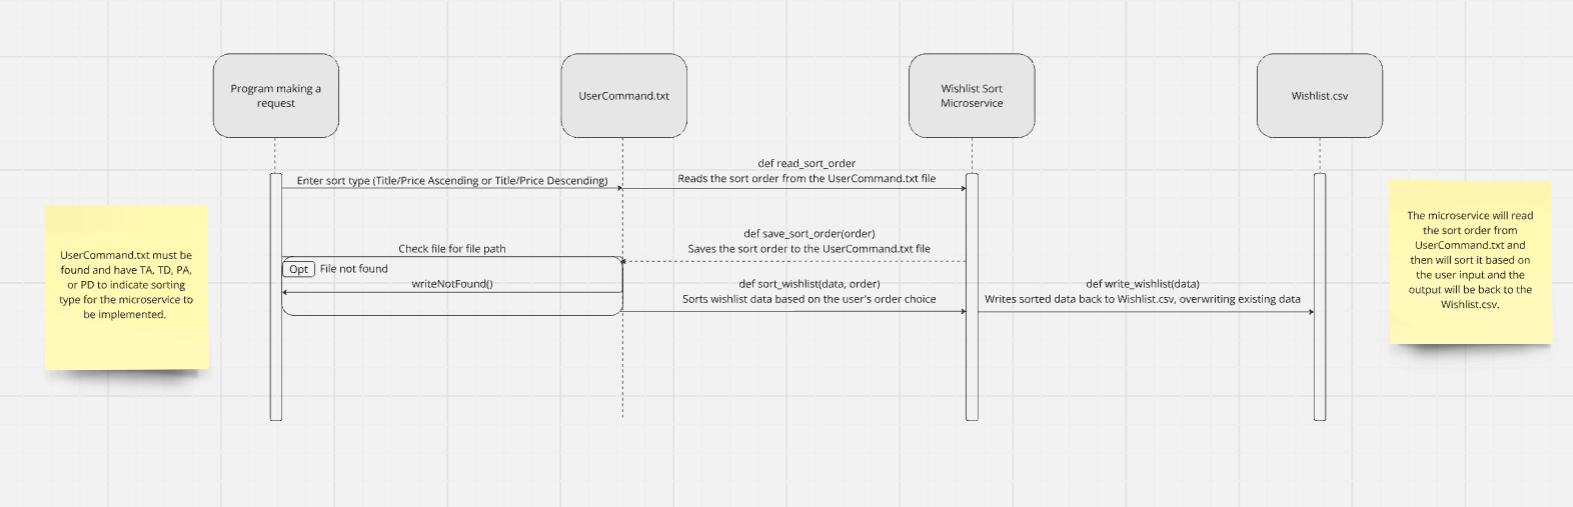 Program making a
request
UserCommand.txt
Wishlist Sort
Microservice
Wishlist.csv
Enter sort type (Title/Price Ascending or Title/Price Descending)
def read_sort_order
Reads the sort order from the UserCommand.txt file
UserCommand.txt must be
found and have TA, TD, PA,
or PD to indicate sorting
type for the microservice to
be implemented.
Check file for file path
Opt
File not found
writeNotFound()
def save_sort_order(order)
Saves the sort order to the UserCommand.txt file
def sort_wishlist(data, order)
Sorts wishlist data based on the user's order choice
def write_wishlist(data)
Writes sorted data back to Wishlist.csv, overwriting existing data
The microservice will read
the sort order from
UserCommand.txt and
then will sort it based on
the user input and the
output will be back to the
Wishlist.csv.